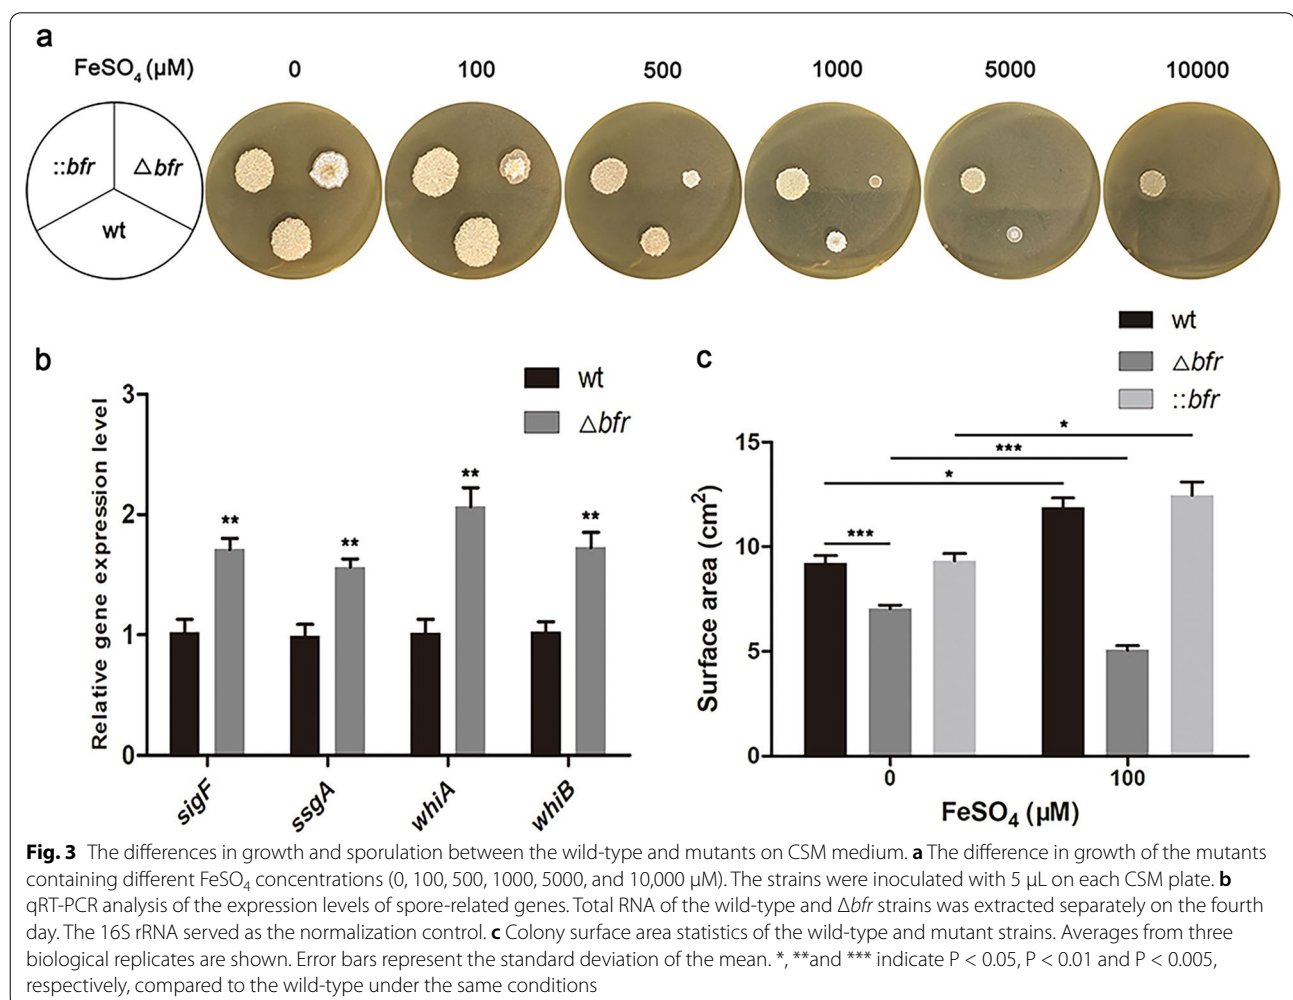 a
FeSO₄ (µM) 0 100 500 1000 5000 10000
::bfr △bfr
wt
b
wt
△bfr
Relative gene expression level
3
2
1
0
** ** ** **
sigF ssgA whiA whiB
c
wt
△bfr
::bfr
Surface area (cm²)
15
10
5
0
*
***
*
***
0 100
FeSO₄ (µM)
Fig. 3 The differences in growth and sporulation between the wild-type and mutants on CSM medium. a The difference in growth of the mutants
containing different FeSO₄ concentrations (0, 100, 500, 1000, 5000, and 10,000 µM). The strains were inoculated with 5 µL on each CSM plate. b
qRT-PCR analysis of the expression levels of spore-related genes. Total RNA of the wild-type and Δbfr strains was extracted separately on the fourth
day. The 16S rRNA served as the normalization control. c Colony surface area statistics of the wild-type and mutant strains. Averages from three
biological replicates are shown. Error bars represent the standard deviation of the mean. *, **and *** indicate P < 0.05, P < 0.01 and P < 0.005,
respectively, compared to the wild-type under the same conditions